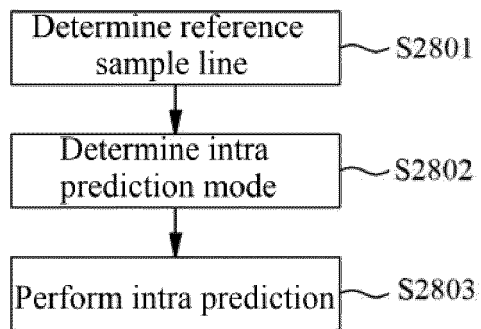 Determine reference
sample line
S2801
Determine intra
prediction mode
S2802
Perform intra prediction
S2803